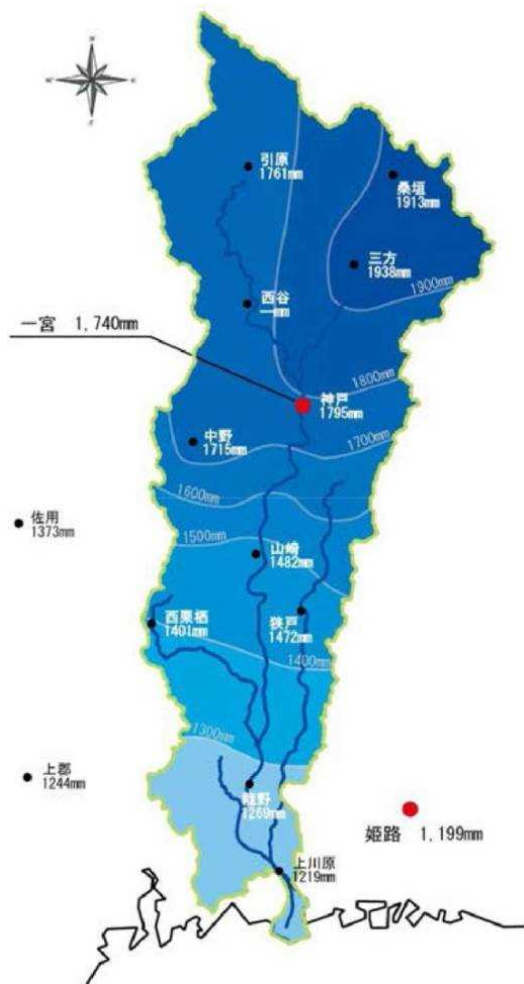 引原
1761mm
桑垣
1913mm
三方
1938mm
1900mm
西谷
―mm
一宮 1,740mm
1800mm
神戸
1795mm
中野
1715mm
1700mm
1600mm
佐用
1373mm
1500mm
山崎
1482mm
西栗栖
1401mm
狭戸
1472mm
1400mm
1300mm
上郡
1244mm
龍野
1269mm
姫路 1,199mm
上川原
1219mm